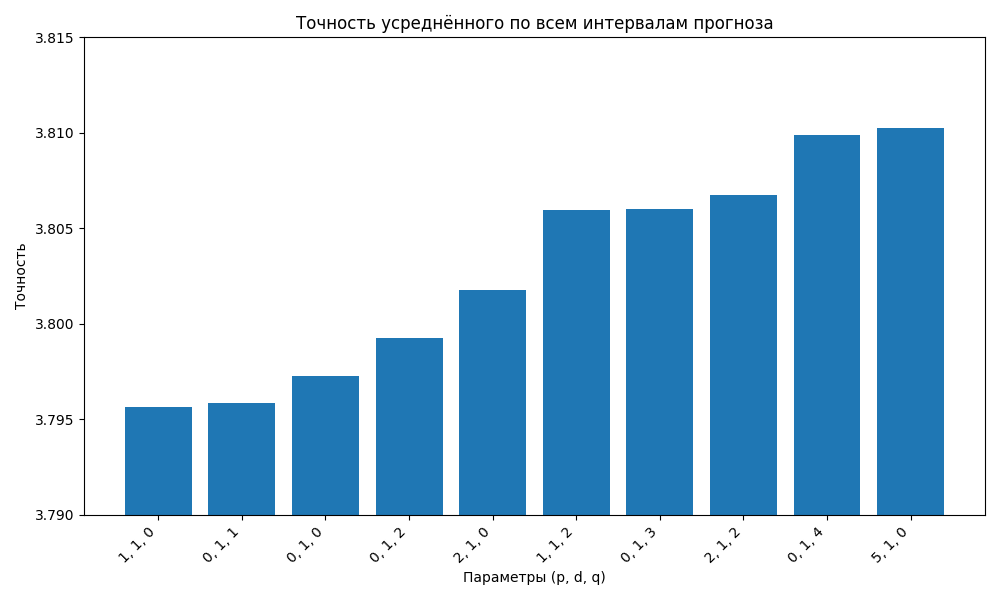 Точность усреднённого по всем интервалам прогноза
3.815
3.810
3.805
3.800
3.795
3.790
Точность
1, 1, 0
0, 1, 1
0, 1, 0
0, 1, 2
2, 1, 0
1, 1, 2
0, 1, 3
2, 1, 2
0, 1, 4
5, 1, 0
Параметры (p, d, q)